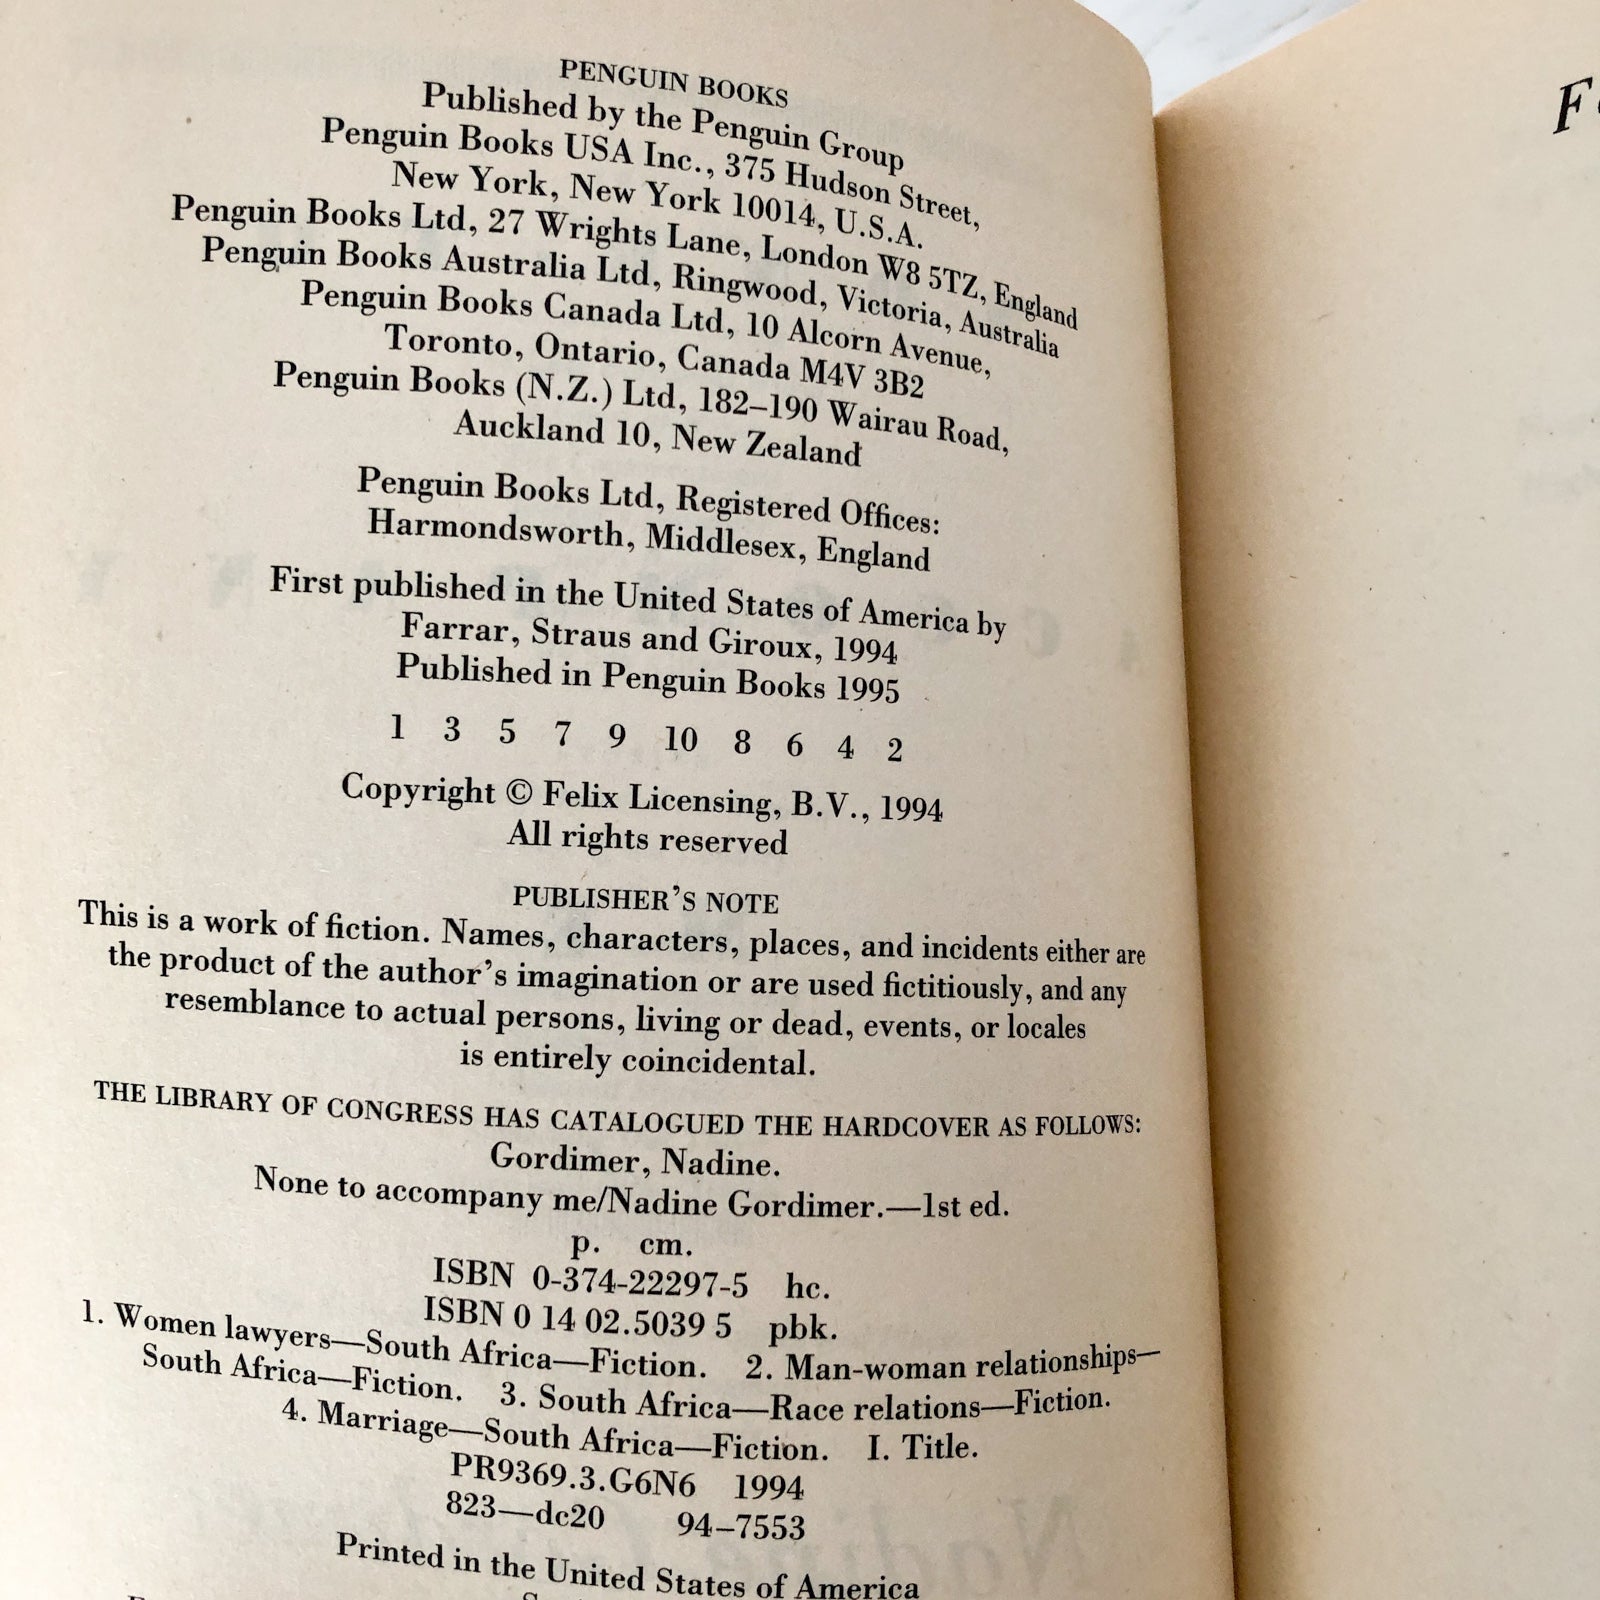 PENGUIN BOOKS
Published by the Penguin Group
Penguin Books USA Inc., 375 Hudson Street,
New York, New York 10014, U.S.A.
Penguin Books Ltd, 27 Wrights Lane, London W8 5TZ, England
Penguin Books Australia Ltd, Ringwood, Victoria, Australia
Penguin Books Canada Ltd, 10 Alcorn Avenue,
Toronto, Ontario, Canada M4V 3B2
Penguin Books (N.Z.) Ltd, 182–190 Wairau Road,
Auckland 10, New Zealand
Penguin Books Ltd, Registered Offices:
Harmondsworth, Middlesex, England
First published in the United States of America by
Farrar, Straus and Giroux, 1994
Published in Penguin Books 1995
1 3 5 7 9 10 8 6 4 2
Copyright © Felix Licensing, B.V., 1994
All rights reserved
PUBLISHER'S NOTE
This is a work of fiction. Names, characters, places, and incidents either are
the product of the author's imagination or are used fictitiously, and any
resemblance to actual persons, living or dead, events, or locales
is entirely coincidental.
THE LIBRARY OF CONGRESS HAS CATALOGUED THE HARDCOVER AS FOLLOWS:
Gordimer, Nadine.
None to accompany me/Nadine Gordimer.—1st ed.
p. cm.
ISBN 0-374-22297-5 hc.
ISBN 0 14 02.5039 5 pbk.
1. Women lawyers—South Africa—Fiction. 2. Man-woman relationships—
South Africa—Fiction. 3. South Africa—Race relations—Fiction.
4. Marriage—South Africa—Fiction. I. Title.
PR9369.3.G6N6 1994
823—dc20 94–7553
Printed in the United States of America